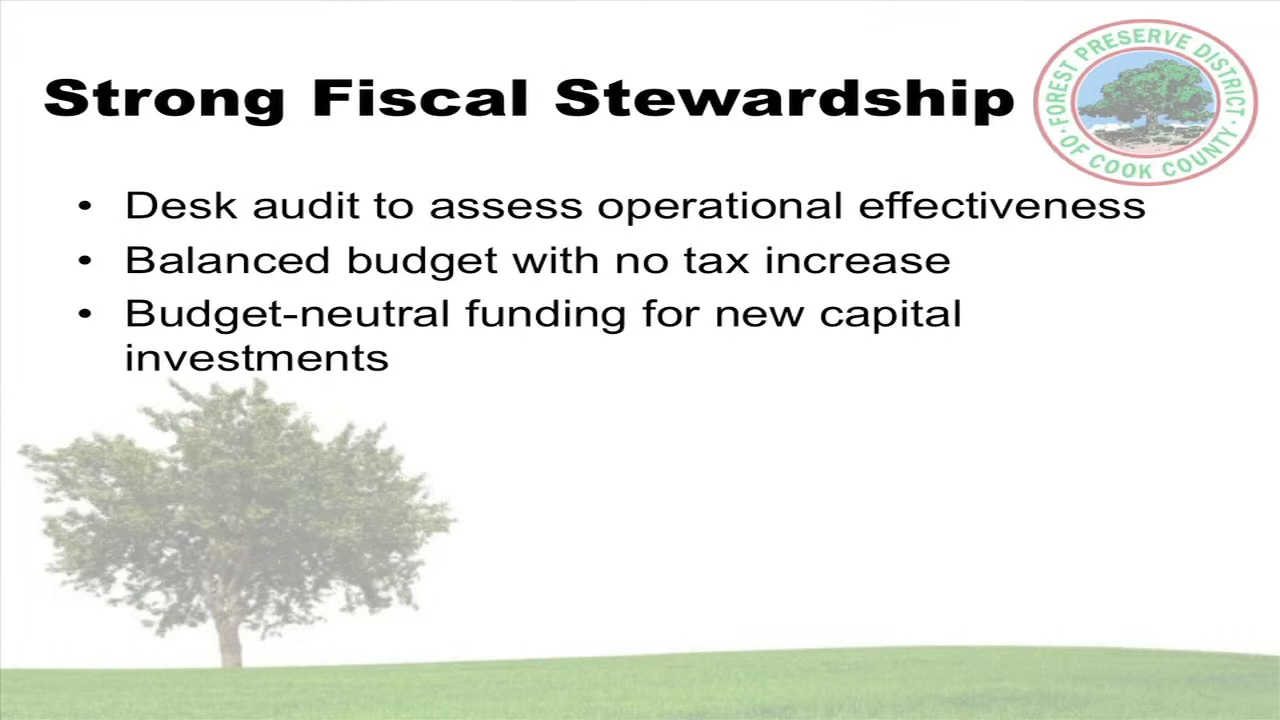 Strong Fiscal Stewardship
FOREST PRESERVE DISTRICT
· OF COOK COUNTY ·
• Desk audit to assess operational effectiveness
• Balanced budget with no tax increase
• Budget-neutral funding for new capital
investments